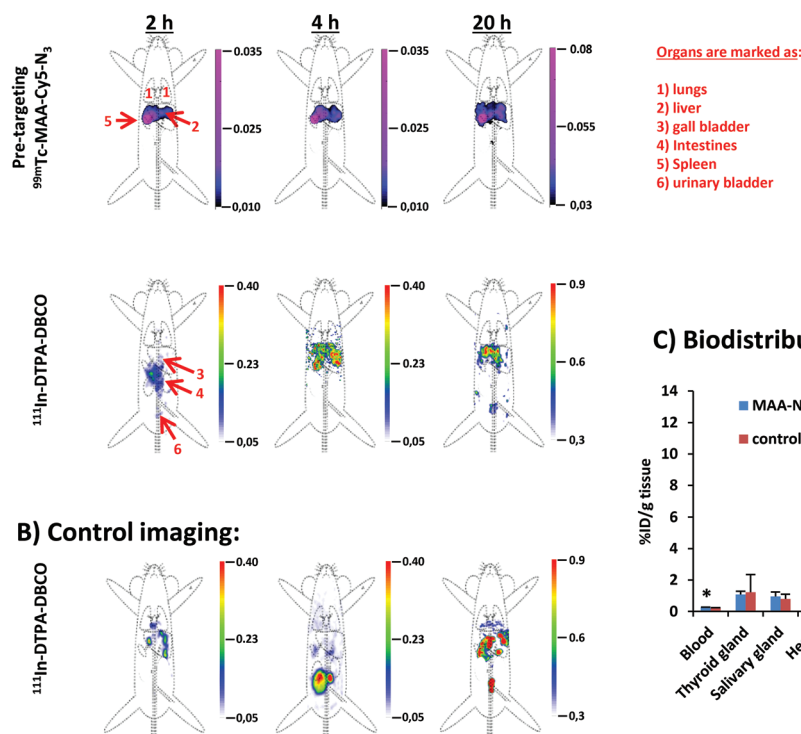 2 h
4 h
20 h
Pre-targeting
99mTc-MAA-Cy5-N3
0.035
0.025
0,010
0.035
0.025
0,010
0.08
0.055
0,03
1 1
5
2
Organs are marked as:
1) lungs
2) liver
3) gall bladder
4) Intestines
5) Spleen
6) urinary bladder
111In-DTPA-DBCO
0.40
0.23
0,05
0.40
0.23
0,05
0.9
0.6
0,3
3
4
6
C) Biodistribu
14
12
10
8
6
4
2
0
%ID/g tissue
MAA-N
control
*
Blood
Thyroid gland
Salivary gland
He
B) Control imaging:
111In-DTPA-DBCO
0.40
0.23
0,05
0.40
0.23
0,05
0.9
0.6
0,3